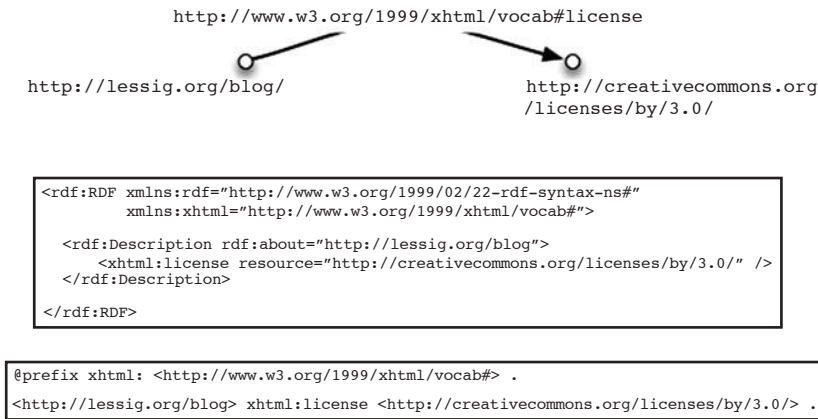 http://www.w3.org/1999/xhtml/vocab#license
http://lessig.org/blog/
http://creativecommons.org
/licenses/by/3.0/
<rdf:RDF xmlns:rdf="http://www.w3.org/1999/02/22-rdf-syntax-ns#"
xmlns:xhtml="http://www.w3.org/1999/xhtml/vocab#">
<rdf:Description rdf:about="http://lessig.org/blog">
<xhtml:license resource="http://creativecommons.org/licenses/by/3.0/" />
</rdf:Description>
</rdf:RDF>
@prefix xhtml: <http://www.w3.org/1999/xhtml/vocab#> .
<http://lessig.org/blog> xhtml:license <http://creativecommons.org/licenses/by/3.0/> .